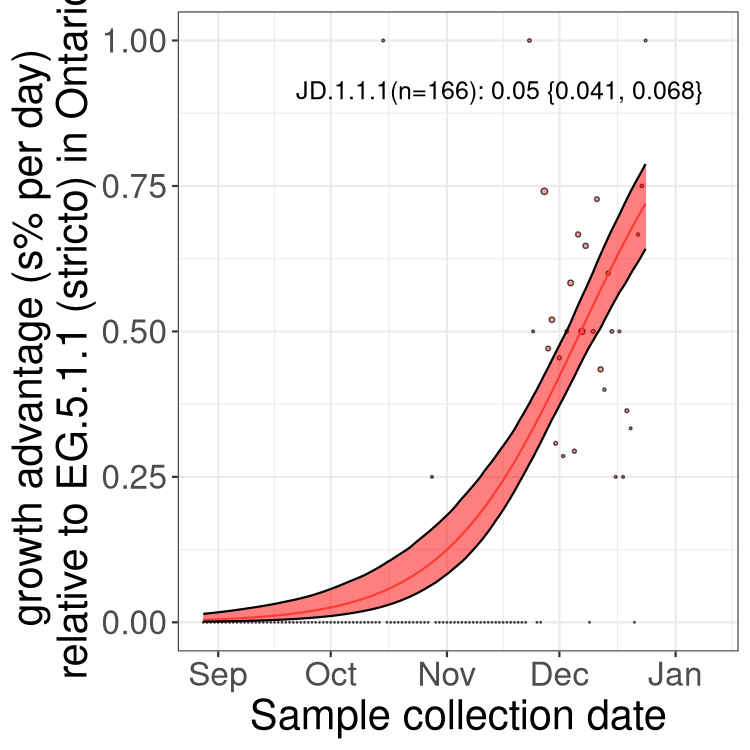 growth advantage (s% per day)
relative to EG.5.1.1 (stricto) in Ontario
1.00
0.75
0.50
0.25
0.00
JD.1.1.1(n=166): 0.05 {0.041, 0.068}
Sep Oct Nov Dec Jan
Sample collection date